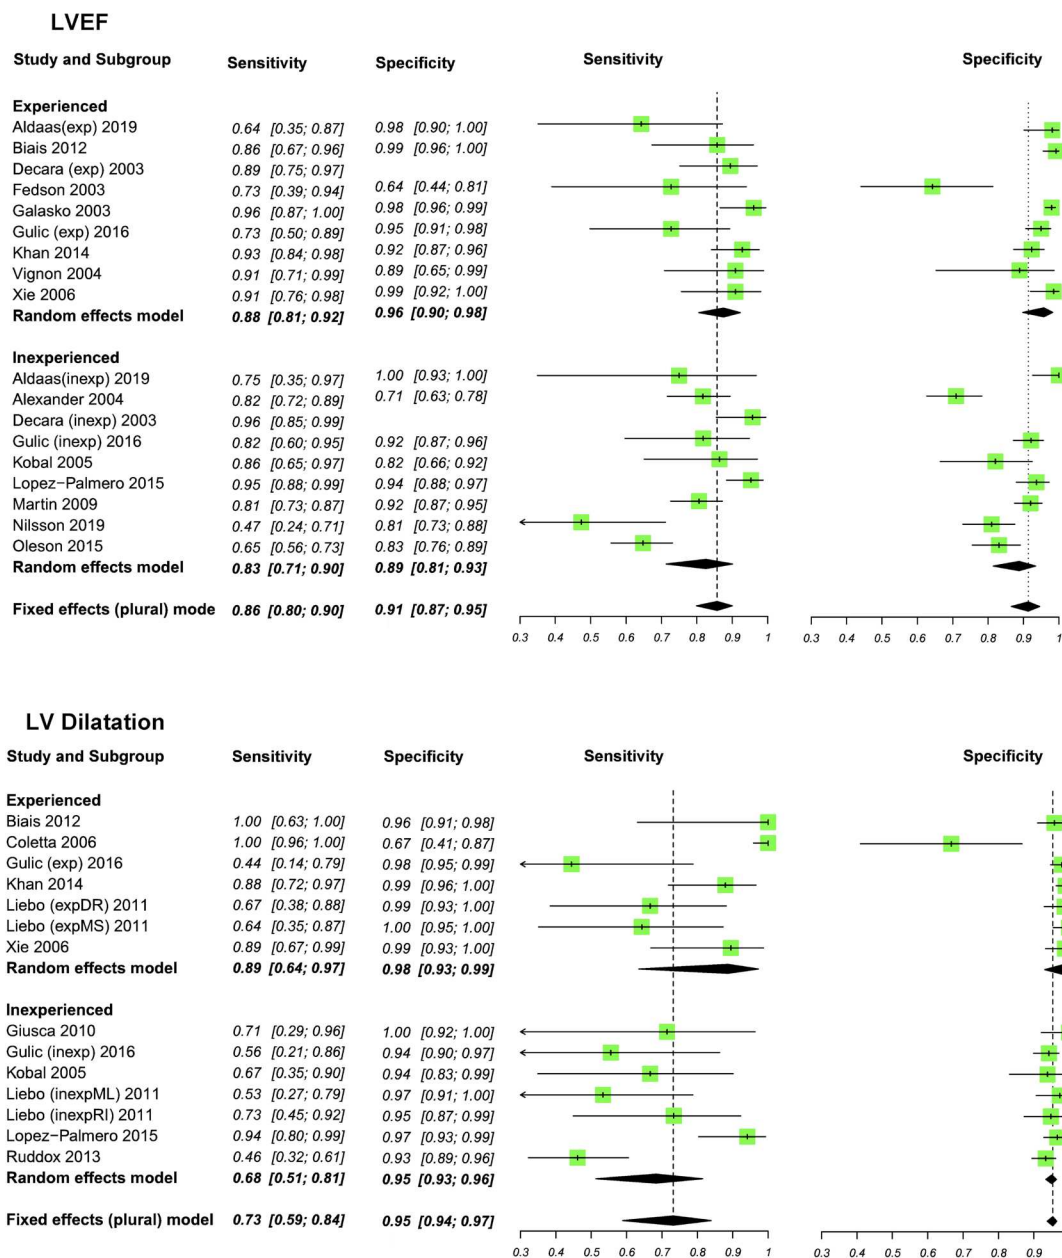 LVEF
Study and Subgroup Sensitivity Specificity Sensitivity Specificity
Experienced
Aldaas(exp) 2019 0.64 [0.35; 0.87] 0.98 [0.90; 1.00]
Biais 2012 0.86 [0.67; 0.96] 0.99 [0.96; 1.00]
Decara (exp) 2003 0.89 [0.75; 0.97]
Fedson 2003 0.73 [0.39; 0.94] 0.64 [0.44; 0.81]
Galasko 2003 0.96 [0.87; 1.00] 0.98 [0.96; 0.99]
Gulic (exp) 2016 0.73 [0.50; 0.89] 0.95 [0.91; 0.98]
Khan 2014 0.93 [0.84; 0.98] 0.92 [0.87; 0.96]
Vignon 2004 0.91 [0.71; 0.99] 0.89 [0.65; 0.99]
Xie 2006 0.91 [0.76; 0.98] 0.99 [0.92; 1.00]
Random effects model 0.88 [0.81; 0.92] 0.96 [0.90; 0.98]
Inexperienced
Aldaas(inexp) 2019 0.75 [0.35; 0.97] 1.00 [0.93; 1.00]
Alexander 2004 0.82 [0.72; 0.89] 0.71 [0.63; 0.78]
Decara (inexp) 2003 0.96 [0.85; 0.99]
Gulic (inexp) 2016 0.82 [0.60; 0.95] 0.92 [0.87; 0.96]
Kobal 2005 0.86 [0.65; 0.97] 0.82 [0.66; 0.92]
Lopez−Palmero 2015 0.95 [0.88; 0.99] 0.94 [0.88; 0.97]
Martin 2009 0.81 [0.73; 0.87] 0.92 [0.87; 0.95]
Nilsson 2019 0.47 [0.24; 0.71] 0.81 [0.73; 0.88]
Oleson 2015 0.65 [0.56; 0.73] 0.83 [0.76; 0.89]
Random effects model 0.83 [0.71; 0.90] 0.89 [0.81; 0.93]
Fixed effects (plural) mode 0.86 [0.80; 0.90] 0.91 [0.87; 0.95]
0.3 0.4 0.5 0.6 0.7 0.8 0.9 1 0.3 0.4 0.5 0.6 0.7 0.8 0.9 1
LV Dilatation
Study and Subgroup Sensitivity Specificity Sensitivity Specificity
Experienced
Biais 2012 1.00 [0.63; 1.00] 0.96 [0.91; 0.98]
Coletta 2006 1.00 [0.96; 1.00] 0.67 [0.41; 0.87]
Gulic (exp) 2016 0.44 [0.14; 0.79] 0.98 [0.95; 0.99]
Khan 2014 0.88 [0.72; 0.97] 0.99 [0.96; 1.00]
Liebo (expDR) 2011 0.67 [0.38; 0.88] 0.99 [0.93; 1.00]
Liebo (expMS) 2011 0.64 [0.35; 0.87] 1.00 [0.95; 1.00]
Xie 2006 0.89 [0.67; 0.99] 0.99 [0.93; 1.00]
Random effects model 0.89 [0.64; 0.97] 0.98 [0.93; 0.99]
Inexperienced
Giusca 2010 0.71 [0.29; 0.96] 1.00 [0.92; 1.00]
Gulic (inexp) 2016 0.56 [0.21; 0.86] 0.94 [0.90; 0.97]
Kobal 2005 0.67 [0.35; 0.90] 0.94 [0.83; 0.99]
Liebo (inexpML) 2011 0.53 [0.27; 0.79] 0.97 [0.91; 1.00]
Liebo (inexpRI) 2011 0.73 [0.45; 0.92] 0.95 [0.87; 0.99]
Lopez−Palmero 2015 0.94 [0.80; 0.99] 0.97 [0.93; 0.99]
Ruddox 2013 0.46 [0.32; 0.61] 0.93 [0.89; 0.96]
Random effects model 0.68 [0.51; 0.81] 0.95 [0.93; 0.96]
Fixed effects (plural) model 0.73 [0.59; 0.84] 0.95 [0.94; 0.97]
0.3 0.4 0.5 0.6 0.7 0.8 0.9 1 0.3 0.4 0.5 0.6 0.7 0.8 0.9